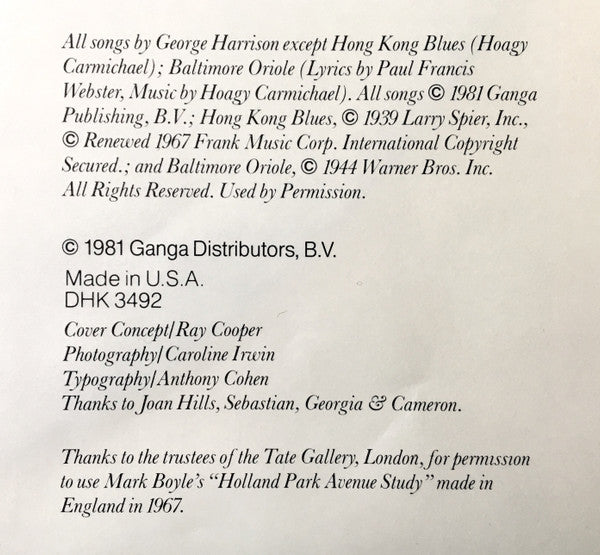 All songs by George Harrison except Hong Kong Blues (Hoagy
Carmichael); Baltimore Oriole (Lyrics by Paul Francis
Webster, Music by Hoagy Carmichael). All songs © 1981 Ganga
Publishing, B.V.; Hong Kong Blues, © 1939 Larry Spier, Inc.,
© Renewed 1967 Frank Music Corp. International Copyright
Secured.; and Baltimore Oriole, © 1944 Warner Bros. Inc.
All Rights Reserved. Used by Permission.
© 1981 Ganga Distributors, B.V.
Made in U.S.A.
DHK 3492
Cover Concept/Ray Cooper
Photography/Caroline Irwin
Typography/Anthony Cohen
Thanks to Joan Hills, Sebastian, Georgia & Cameron.
Thanks to the trustees of the Tate Gallery, London, for permission
to use Mark Boyle's “Holland Park Avenue Study” made in
England in 1967.